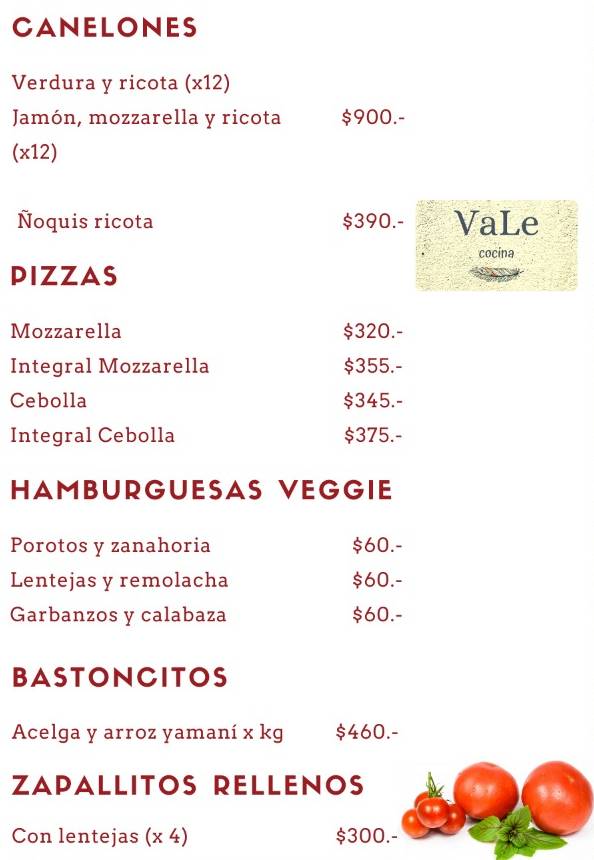 CANELONES
Verdura y ricota (x12)
Jamón, mozzarella y ricota $900.-
(x12)
Ñoquis ricota $390.-
VaLe
cocina
PIZZAS
Mozzarella $320.-
Integral Mozzarella $355.-
Cebolla $345.-
Integral Cebolla $375.-
HAMBURGUESAS VEGGIE
Porotos y zanahoria $60.-
Lentejas y remolacha $60.-
Garbanzos y calabaza $60.-
BASTONCITOS
Acelga y arroz yamaní x kg $460.-
ZAPALLITOS RELLENOS
Con lentejas (x 4) $300.-